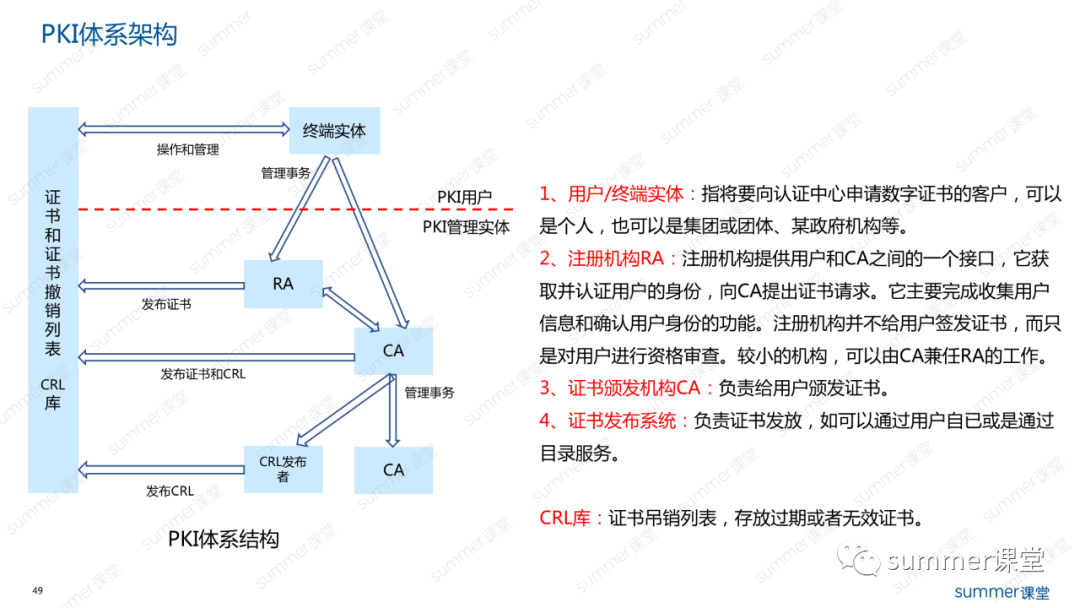 PKI体系架构
终端实体
操作和管理
管理事务
PKI用户
PKI管理实体
证书和证书撤销列表
CRL
库
RA
发布证书
CA
发布证书和CRL
管理事务
CRL发布
者
CA
发布CRL
PKI体系结构
1、用户/终端实体：指将要向认证中心申请数字证书的客户，可以
是个人，也可以是集团或团体、某政府机构等。
2、注册机构RA：注册机构提供用户和CA之间的一个接口，它获
取并认证用户的身份，向CA提出证书请求。它主要完成收集用户
信息和确认用户身份的功能。注册机构并不给用户签发证书，而只
是对用户进行资格审查。较小的机构，可以由CA兼任RA的工作。
3、证书颁发机构CA：负责给用户颁发证书。
4、证书发布系统：负责证书发放，如可以通过用户自已或是通过
目录服务。
CRL库：证书吊销列表，存放过期或者无效证书。
summer课堂
summer课堂
49